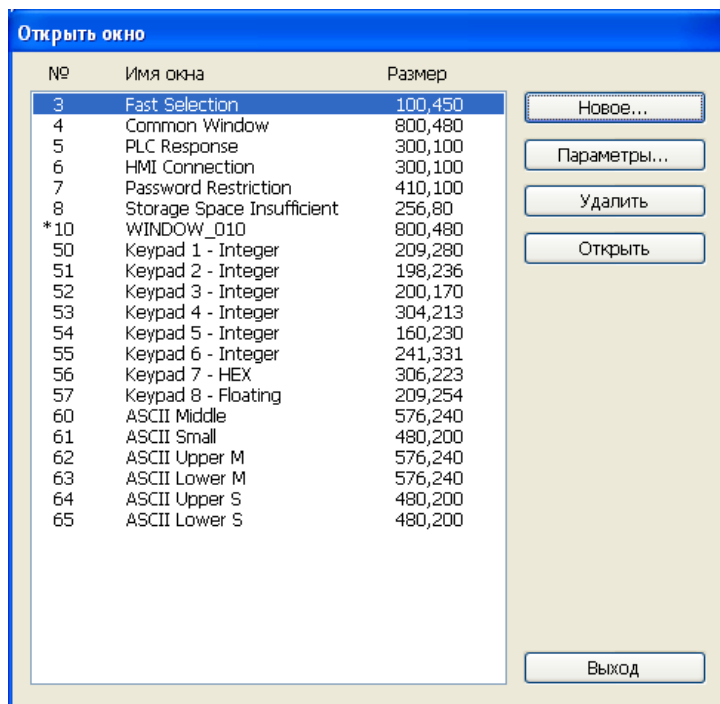 Открыть окно
№ Имя окна Размер
3 Fast Selection 100,450
4 Common Window 800,480
5 PLC Response 300,100
6 HMI Connection 300,100
7 Password Restriction 410,100
8 Storage Space Insufficient 256,80
*10 WINDOW_010 800,480
50 Keypad 1 - Integer 209,280
51 Keypad 2 - Integer 198,236
52 Keypad 3 - Integer 200,170
53 Keypad 4 - Integer 304,213
54 Keypad 5 - Integer 160,230
55 Keypad 6 - Integer 241,331
56 Keypad 7 - HEX 306,223
57 Keypad 8 - Floating 209,254
60 ASCII Middle 576,240
61 ASCII Small 480,200
62 ASCII Upper M 576,240
63 ASCII Lower M 576,240
64 ASCII Upper S 480,200
65 ASCII Lower S 480,200
Новое...
Параметры...
Удалить
Открыть
Выход